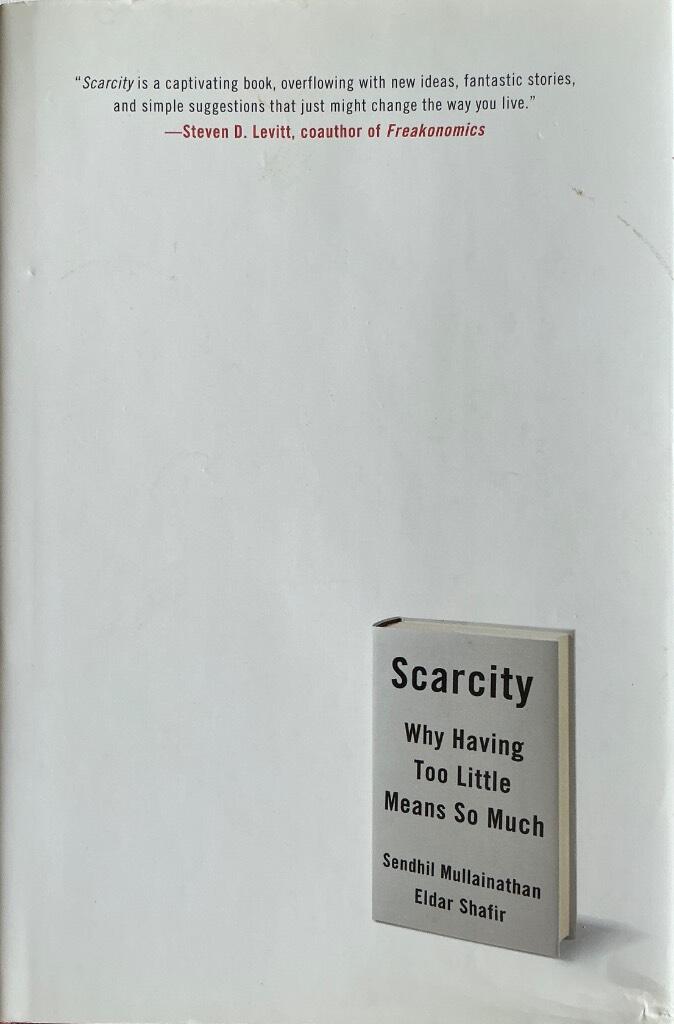 “Scarcity is a captivating book, overflowing with new ideas, fantastic stories,
and simple suggestions that just might change the way you live.”
—Steven D. Levitt, coauthor of Freakonomics
Scarcity
Why Having
Too Little
Means So Much
Sendhil Mullainathan
Eldar Shafir